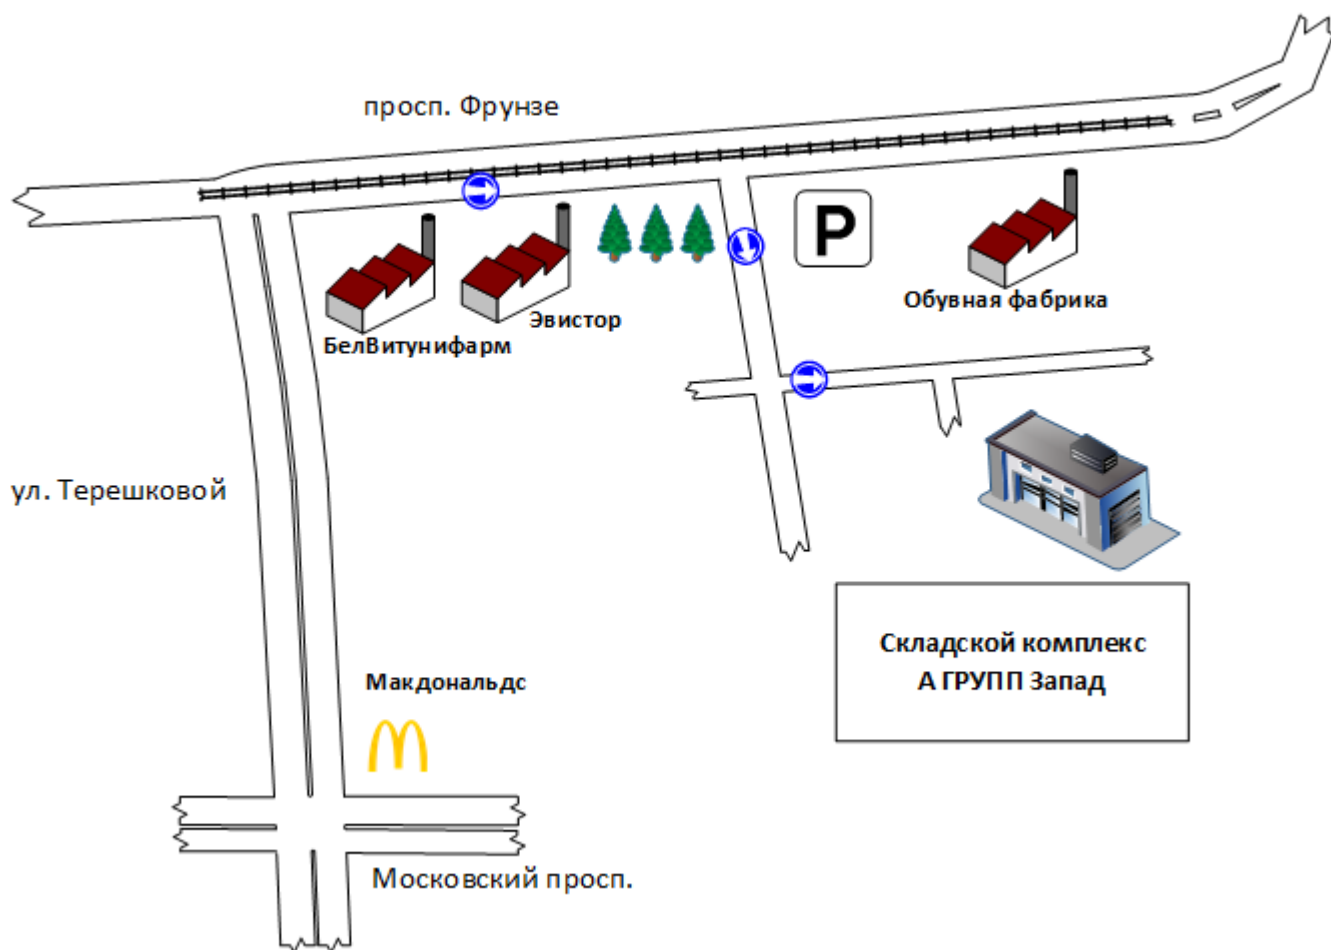 просп. Фрунзе
P
Обувная фабрика
Эвистор
БелВитунифарм
ул. Терешковой
Складской комплекс
А ГРУПП Запад
Макдональдс
Московский просп.